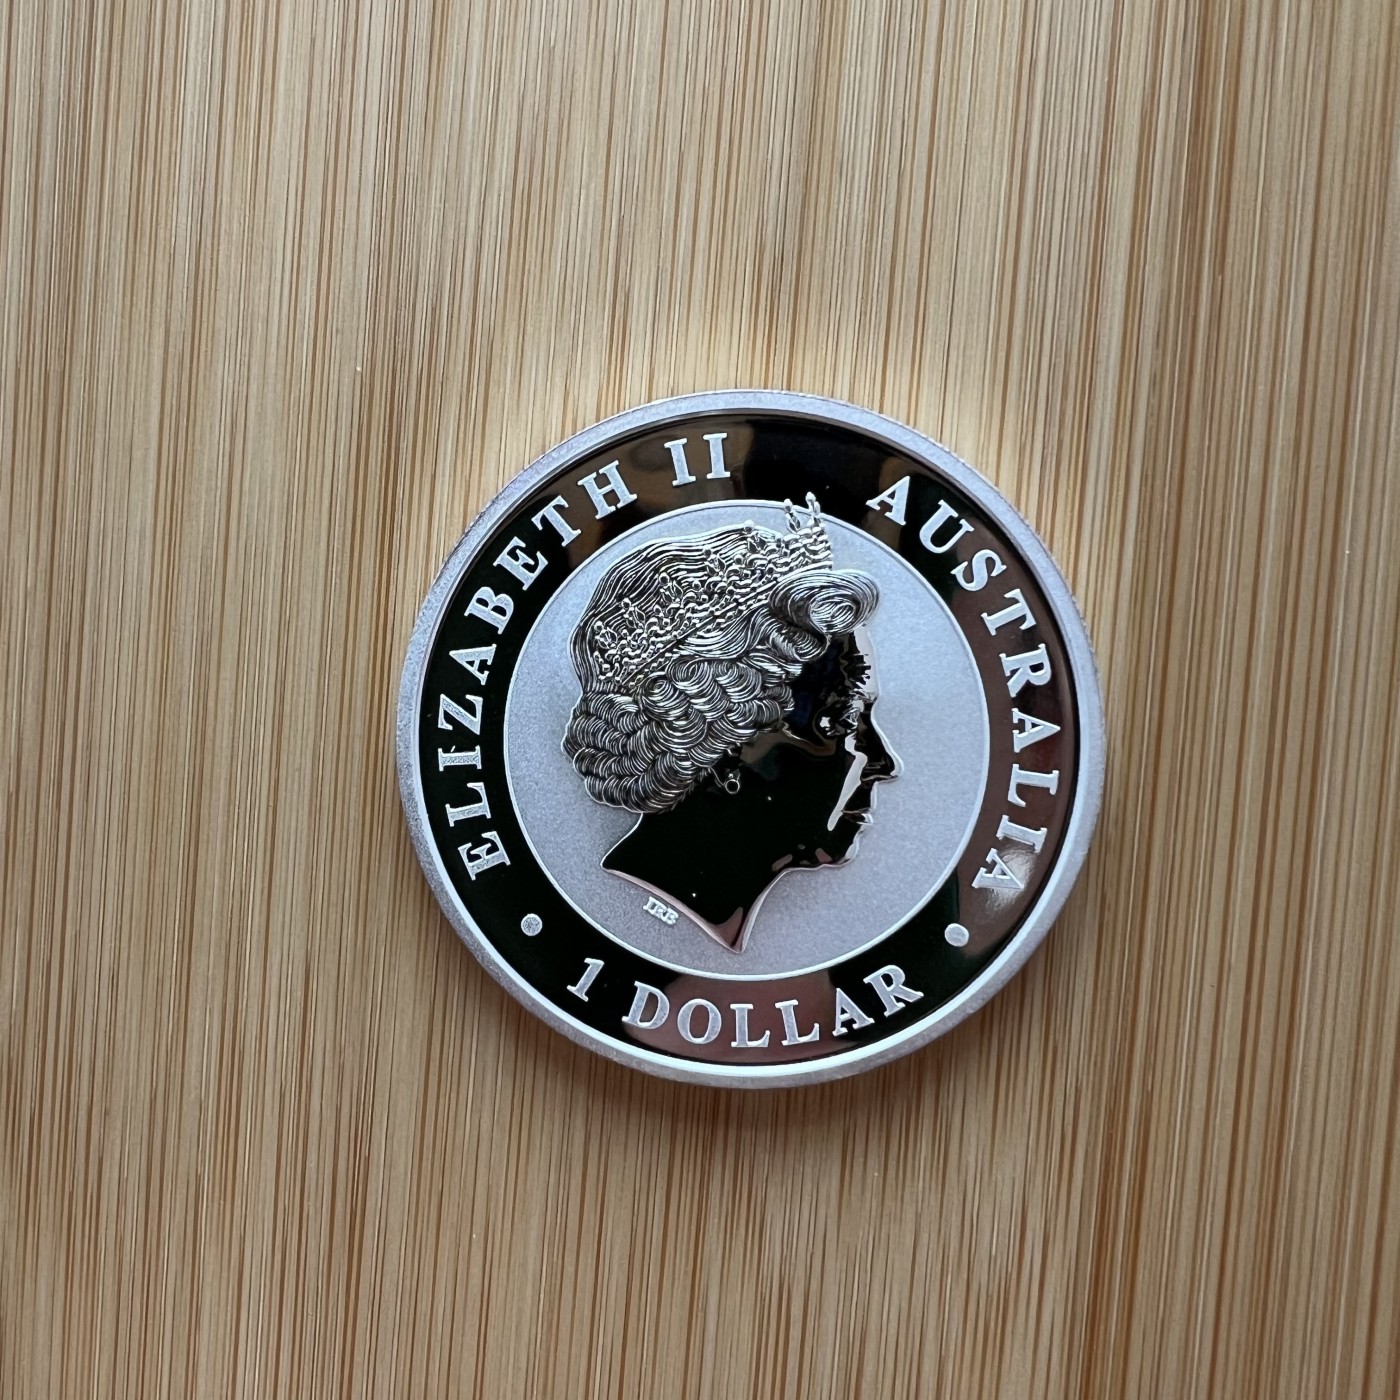 ELIZABETH II AUSTRALIA
IRB
• 1 DOLLAR •